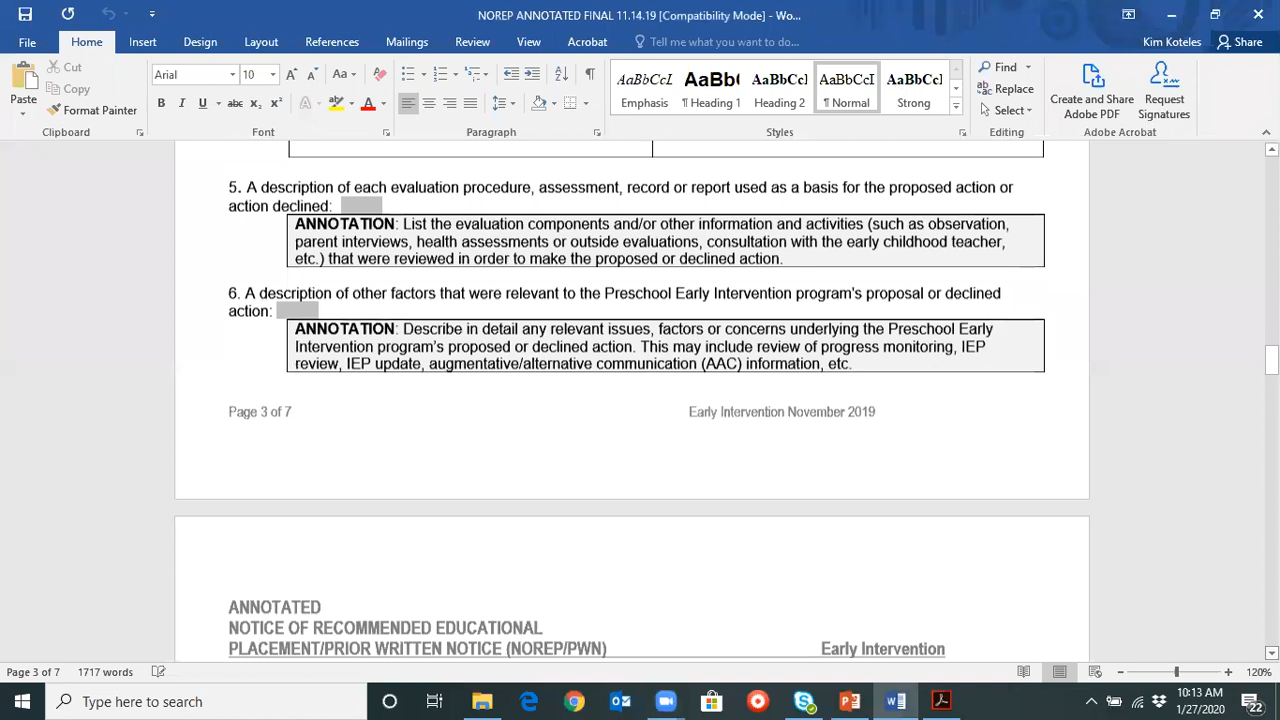 NOREP ANNOTATED FINAL 11.14.19 [Compatibility Mode] - Wo...
File Home Insert Design Layout References Mailings Review View Acrobat Tell me what you want to do... Kim Koteles Share
Paste
Cut
Copy
Format Painter
Clipboard
Arial 10
Aa
B I U abc X₂ X² A ab A
Font
Paragraph
AaBbCcL AaBb( AaBbCcl AaBbCcI AaBbCcl
Emphasis ¶ Heading 1 Heading 2 ¶ Normal Strong
Styles
Find
Replace
Select
Editing
Create and Share Adobe PDF
Request Signatures
Adobe Acrobat
5. A description of each evaluation procedure, assessment, record or report used as a basis for the proposed action or
action declined:
ANNOTATION: List the evaluation components and/or other information and activities (such as observation,
parent interviews, health assessments or outside evaluations, consultation with the early childhood teacher,
etc.) that were reviewed in order to make the proposed or declined action.
6. A description of other factors that were relevant to the Preschool Early Intervention program's proposal or declined
action:
ANNOTATION: Describe in detail any relevant issues, factors or concerns underlying the Preschool Early
Intervention program's proposed or declined action. This may include review of progress monitoring, IEP
review, IEP update, augmentative/alternative communication (AAC) information, etc.
Page 3 of 7 Early Intervention November 2019
ANNOTATED
NOTICE OF RECOMMENDED EDUCATIONAL
PLACEMENT/PRIOR WRITTEN NOTICE (NOREP/PWN) Early Intervention
Page 3 of 7 1717 words 120%
Type here to search
10:13 AM
1/27/2020
22